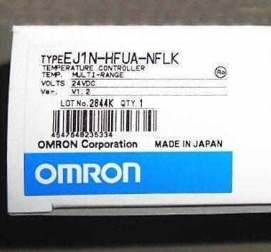 TYPE EJ1N-HFUA-NFLK
TEMPERATURE CONTROLLER
TEMP. MULTI-RANGE
VOLTS 24VDC
Ver. V1.2
LOT No. 2844K QTY. 1
4547648235334
OMRON Corporation MADE IN JAPAN
OMRON